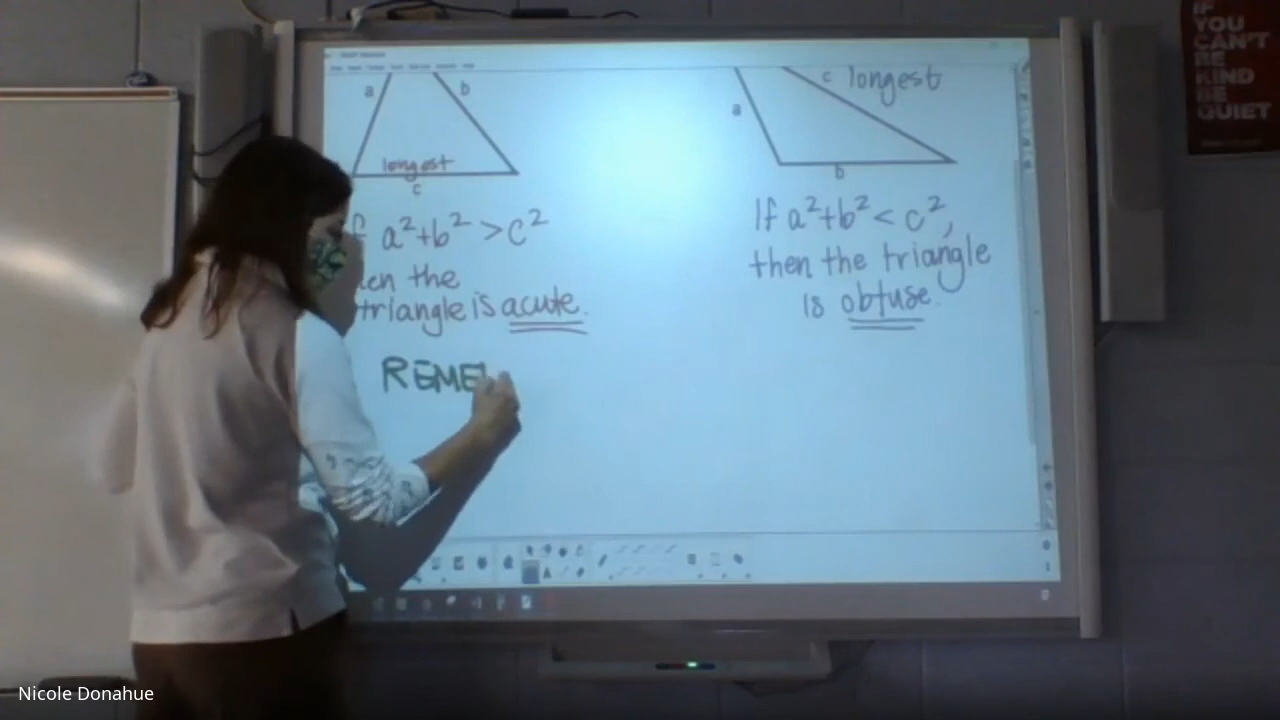 a
b
longest
c
a²+b² >c²
the
triangle is acute.
REME
c longest
a
b
If a²+b² < c²,
then the triangle
is obtuse.
IF
YOU
CAN'T
BE
KIND
BE
QUIET
Nicole Donahue